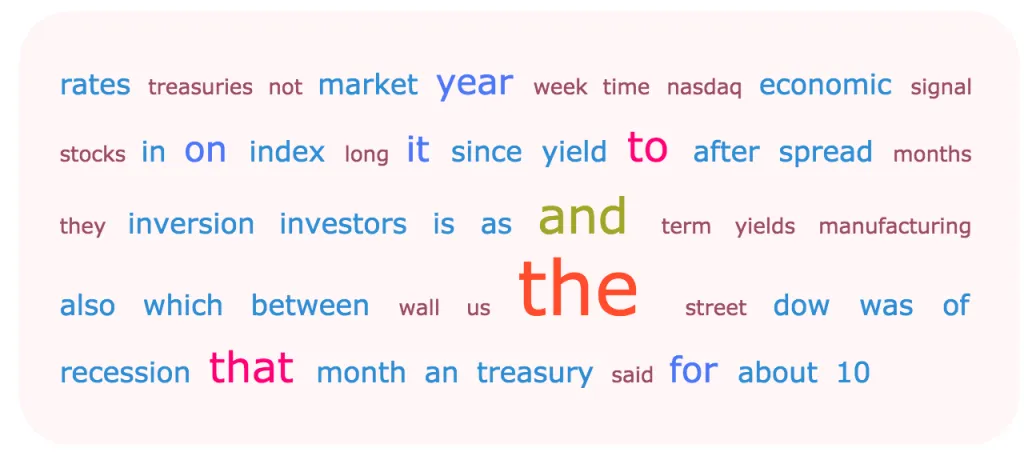 rates treasuries not market year week time nasdaq economic signal
stocks in on index long it since yield to after spread months
they inversion investors is as and term yields manufacturing
also which between wall us the street dow was of
recession that month an treasury said for about 10